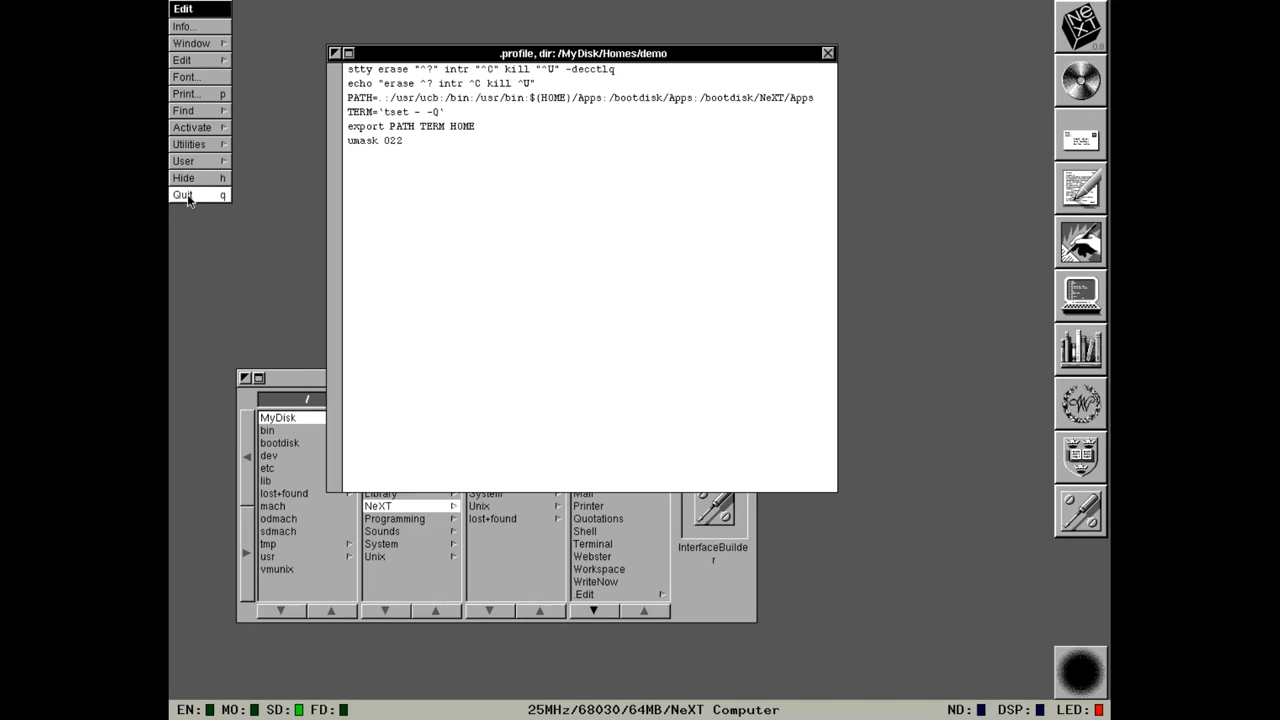 Edit
Info...
Window
Edit
Font...
Print... p
Find
Activate
Utilities
User
Hide h
Quit q
.profile, dir: /MyDisk/Homes/demo
stty erase "^?" intr "^C" kill "^U" -decctlq
echo "erase ^? intr ^C kill ^U"
PATH=.:/usr/ucb:/bin:/usr/bin:${HOME}/Apps:/bootdisk/Apps:/bootdisk/NeXT/Apps
TERM=`tset - -Q`
export PATH TERM HOME
umask 022
/
MyDisk
bin
bootdisk
dev
etc
lib
lost+found
mach
odmach
sdmach
tmp
usr
vmunix
Library
NeXT
Programming
Sounds
System
Unix
System
Unix
lost+found
Mail
Printer
Quotations
Shell
Terminal
Webster
Workspace
WriteNow
.Edit
InterfaceBuilde
r
NeXT
0.8
EN: MO: SD: FD: 25MHz/68030/64MB/NeXT Computer ND: DSP: LED: